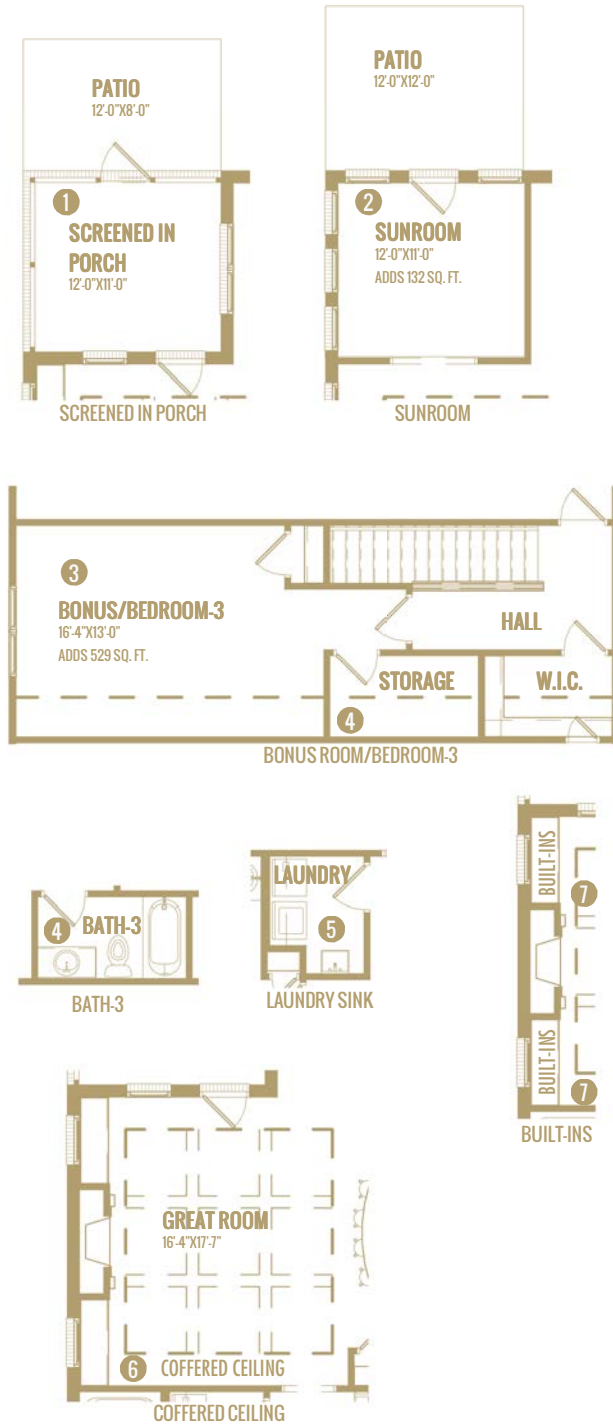 PATIO
12'-0"X8'-0"
1
SCREENED IN
PORCH
12'-0"X11'-0"
SCREENED IN PORCH
PATIO
12'-0"X12'-0"
2
SUNROOM
12'-0"X11'-0"
ADDS 132 SQ. FT.
SUNROOM
3
BONUS/BEDROOM-3
16'-4"X13'-0"
ADDS 529 SQ. FT.
HALL
STORAGE
4
W.I.C.
BONUS ROOM/BEDROOM-3
4
BATH-3
BATH-3
LAUNDRY
5
LAUNDRY SINK
BUILT-INS
7
BUILT-INS
7
BUILT-INS
GREAT ROOM
16'-4"X17'-7"
6 COFFERED CEILING
COFFERED CEILING